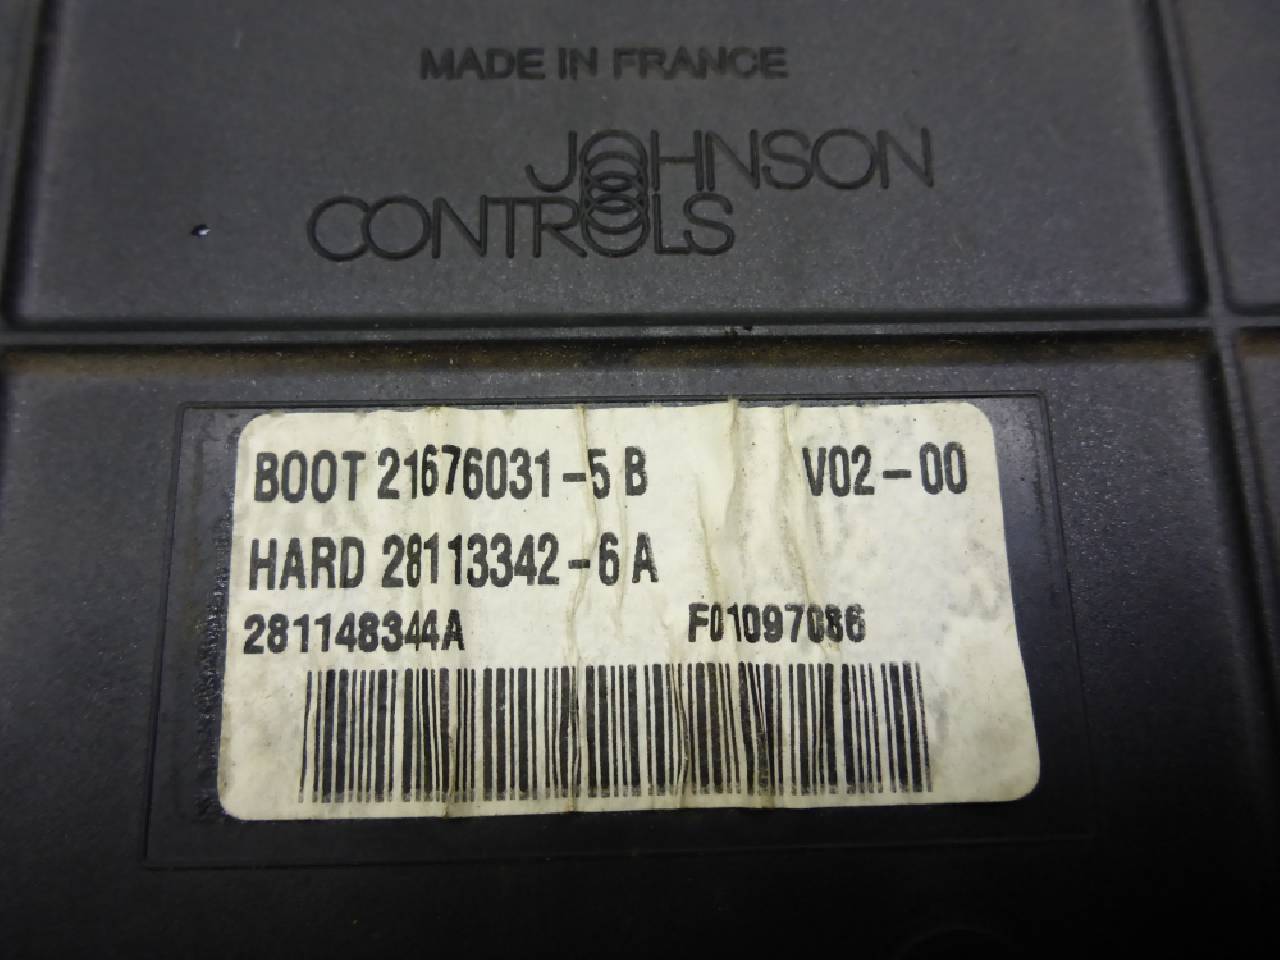 MADE IN FRANCE
JOHNSON
CONTROLS
BOOT 21676031-5 B V02-00
HARD 28113342-6 A
281148344A F01097086